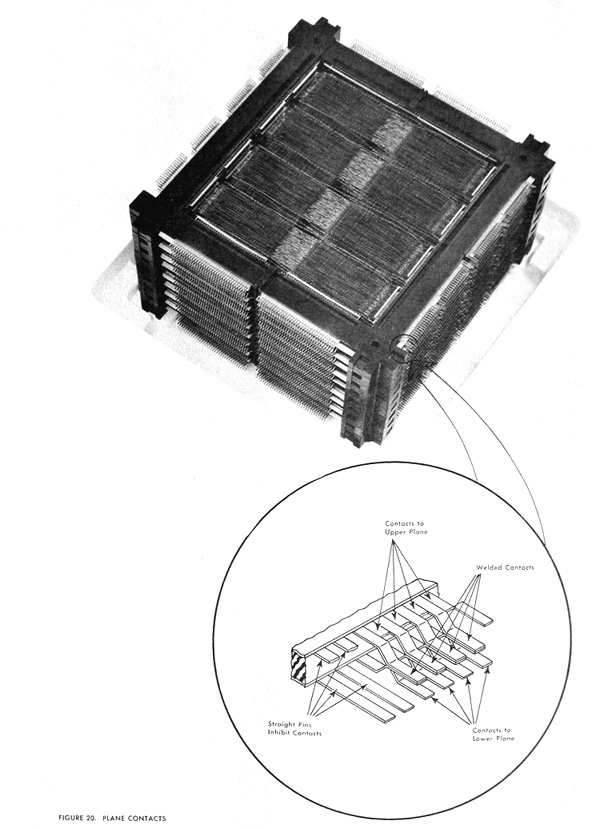 Contacts to
Upper Plane
Welded Contacts
Straight Pins
Inhibit Contacts
Contacts to
Lower Plane
FIGURE 20. PLANE CONTACTS